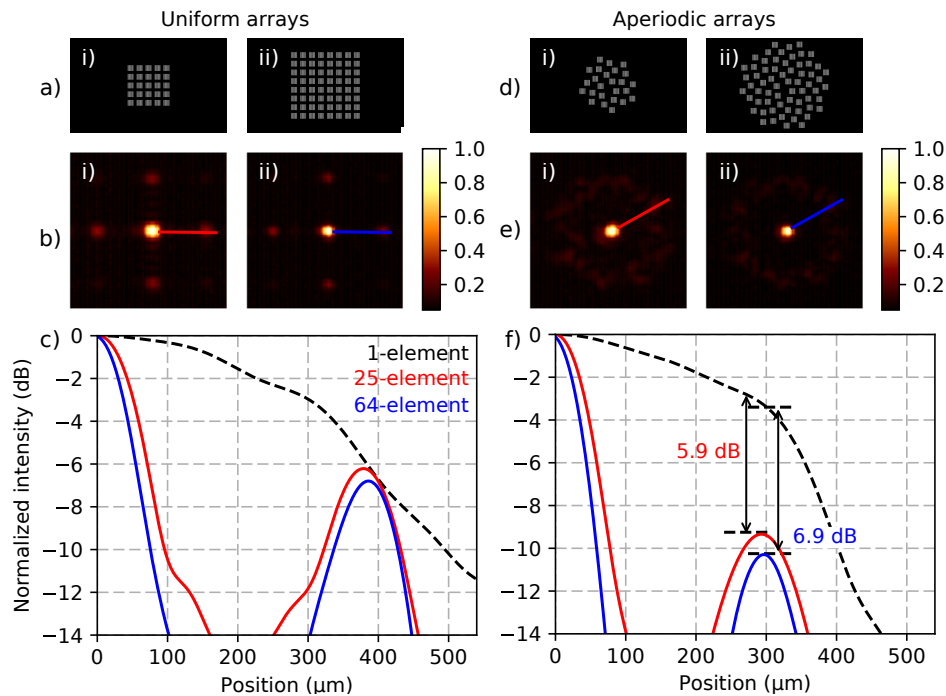 Uniform arrays
Aperiodic arrays
a)
i)
ii)
d)
i)
ii)
b)
i)
ii)
1.0
0.8
0.6
0.4
0.2
e)
i)
ii)
1.0
0.8
0.6
0.4
0.2
c)
1-element
25-element
64-element
Normalized intensity (dB)
0
−2
−4
−6
−8
−10
−12
−14
0
100
200
300
400
500
Position (μm)
f)
5.9 dB
6.9 dB
0
−2
−4
−6
−8
−10
−12
−14
0
100
200
300
400
500
Position (μm)